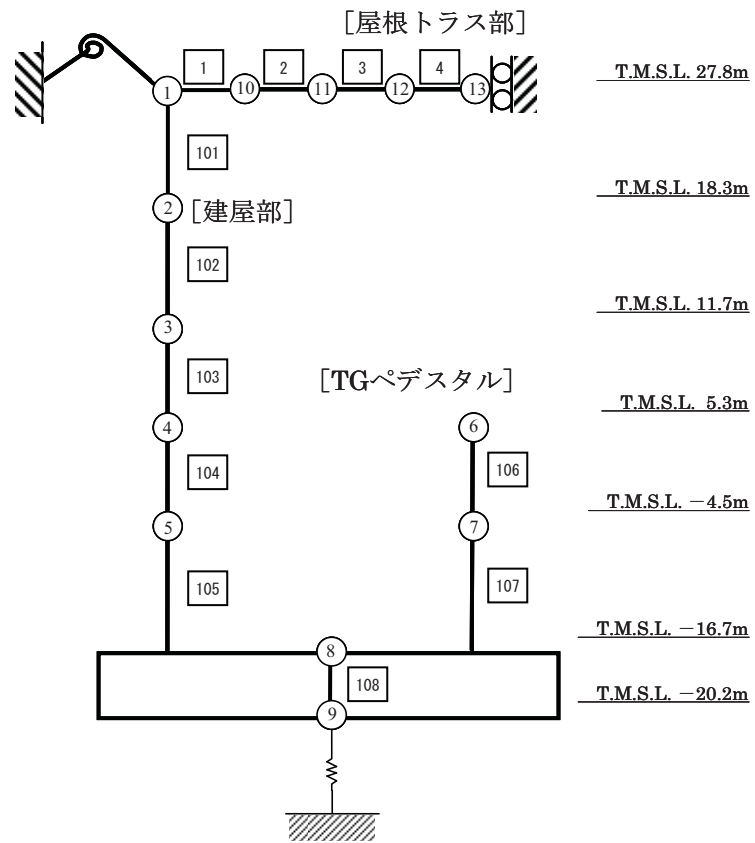 [屋根トラス部]
1 2 3 4
1 10 11 12 13
T.M.S.L. 27.8m
101
T.M.S.L. 18.3m
2 [建屋部]
102
T.M.S.L. 11.7m
3
103
[TGペデスタル]
T.M.S.L. 5.3m
4 6
104 106
T.M.S.L. －4.5m
5 7
105 107
T.M.S.L. －16.7m
8
108
T.M.S.L. －20.2m
9